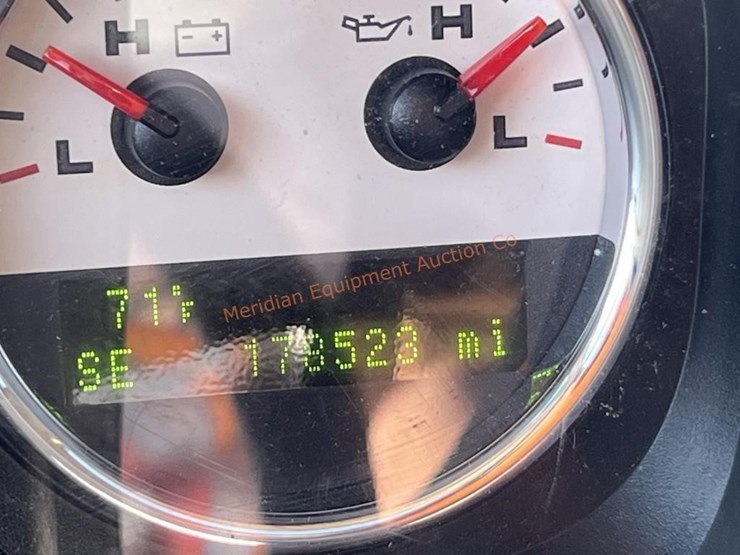 H H
L L
71°F
Meridian Equipment Auction Co
SE mi